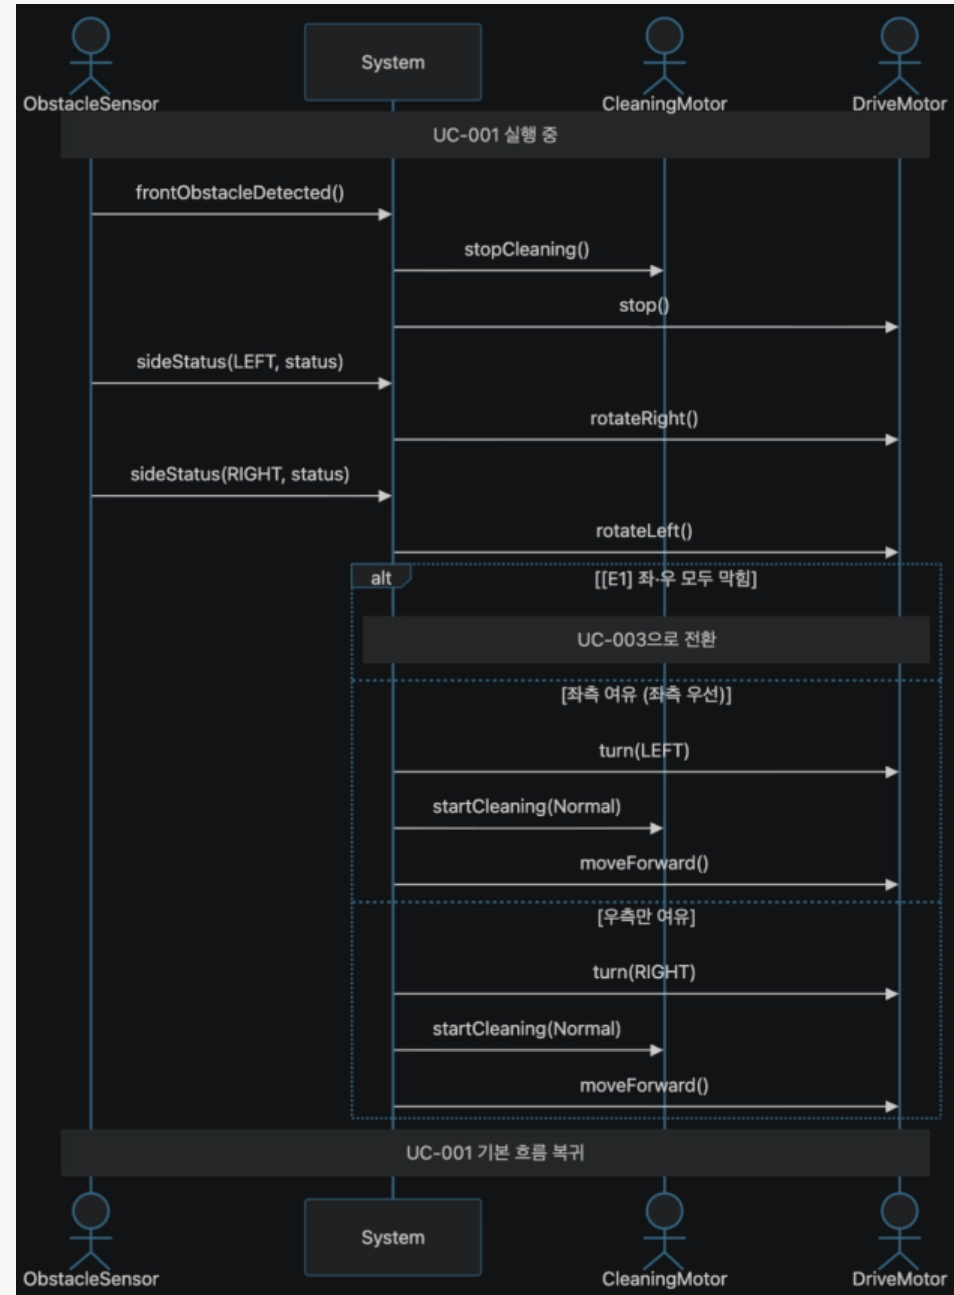 System
ObstacleSensor
CleaningMotor
DriveMotor
UC-001 실행 중
frontObstacleDetected()
stopCleaning()
stop()
sideStatus(LEFT, status)
rotateRight()
sideStatus(RIGHT, status)
rotateLeft()
alt
[[E1] 좌·우 모두 막힘]
UC-003으로 전환
[좌측 여유 (좌측 우선)]
turn(LEFT)
startCleaning(Normal)
moveForward()
[우측만 여유]
turn(RIGHT)
startCleaning(Normal)
moveForward()
UC-001 기본 흐름 복귀
System
ObstacleSensor
CleaningMotor
DriveMotor